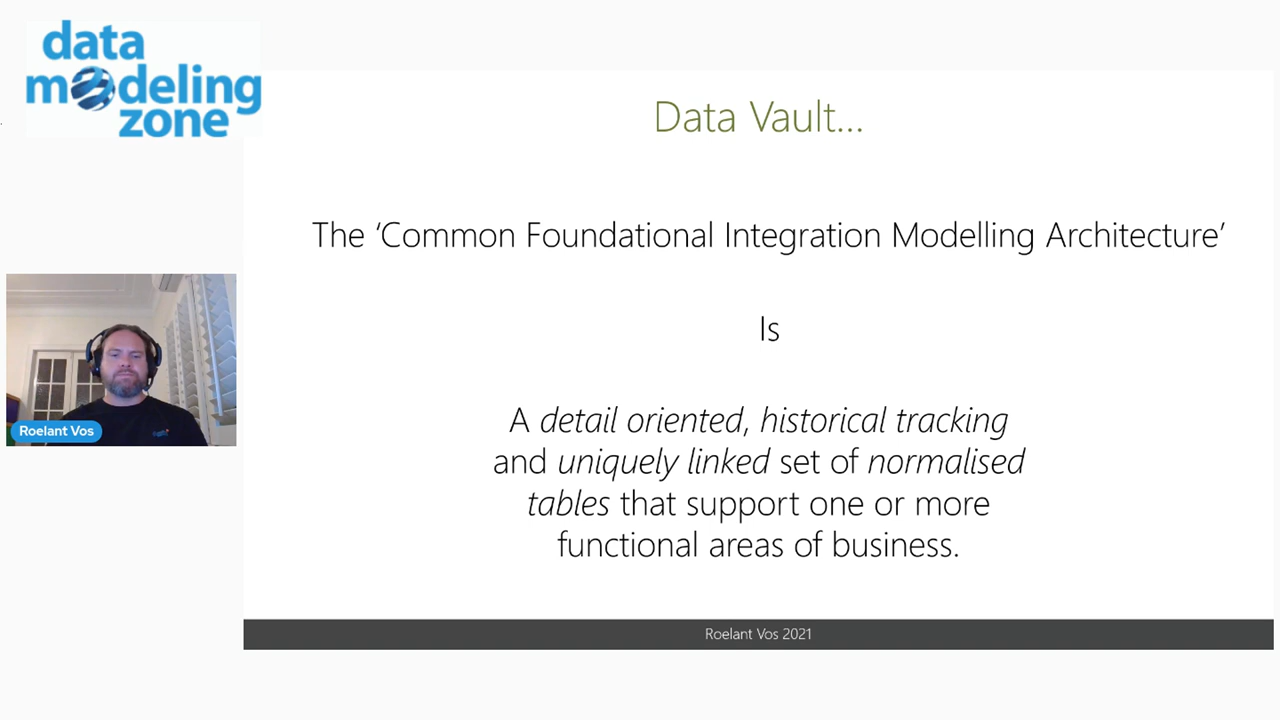 data
modeling
zone
Data Vault...
The ‘Common Foundational Integration Modelling Architecture’
Is
A detail oriented, historical tracking
and uniquely linked set of normalised
tables that support one or more
functional areas of business.
Roelant Vos
Roelant Vos 2021